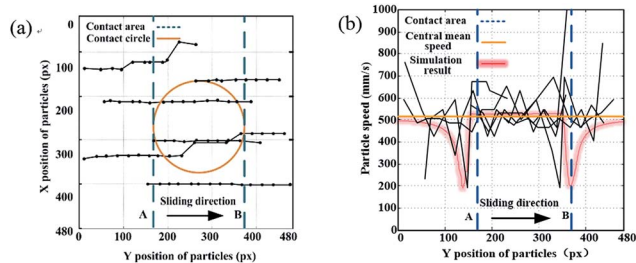 (a)
Contact area
Contact circle
0
80
100
200
300
400
480
X position of particles (px)
A
Sliding direction
B
0
100
200
300
400
480
Y position of particles (px)
(b)
Contact area
Central mean
speed
Simulation
result
1000
900
800
700
600
500
400
300
200
100
0
Particle speed (mm/s)
A
Sliding direction
B
0
100
200
300
400
480
Y position of particles（px）